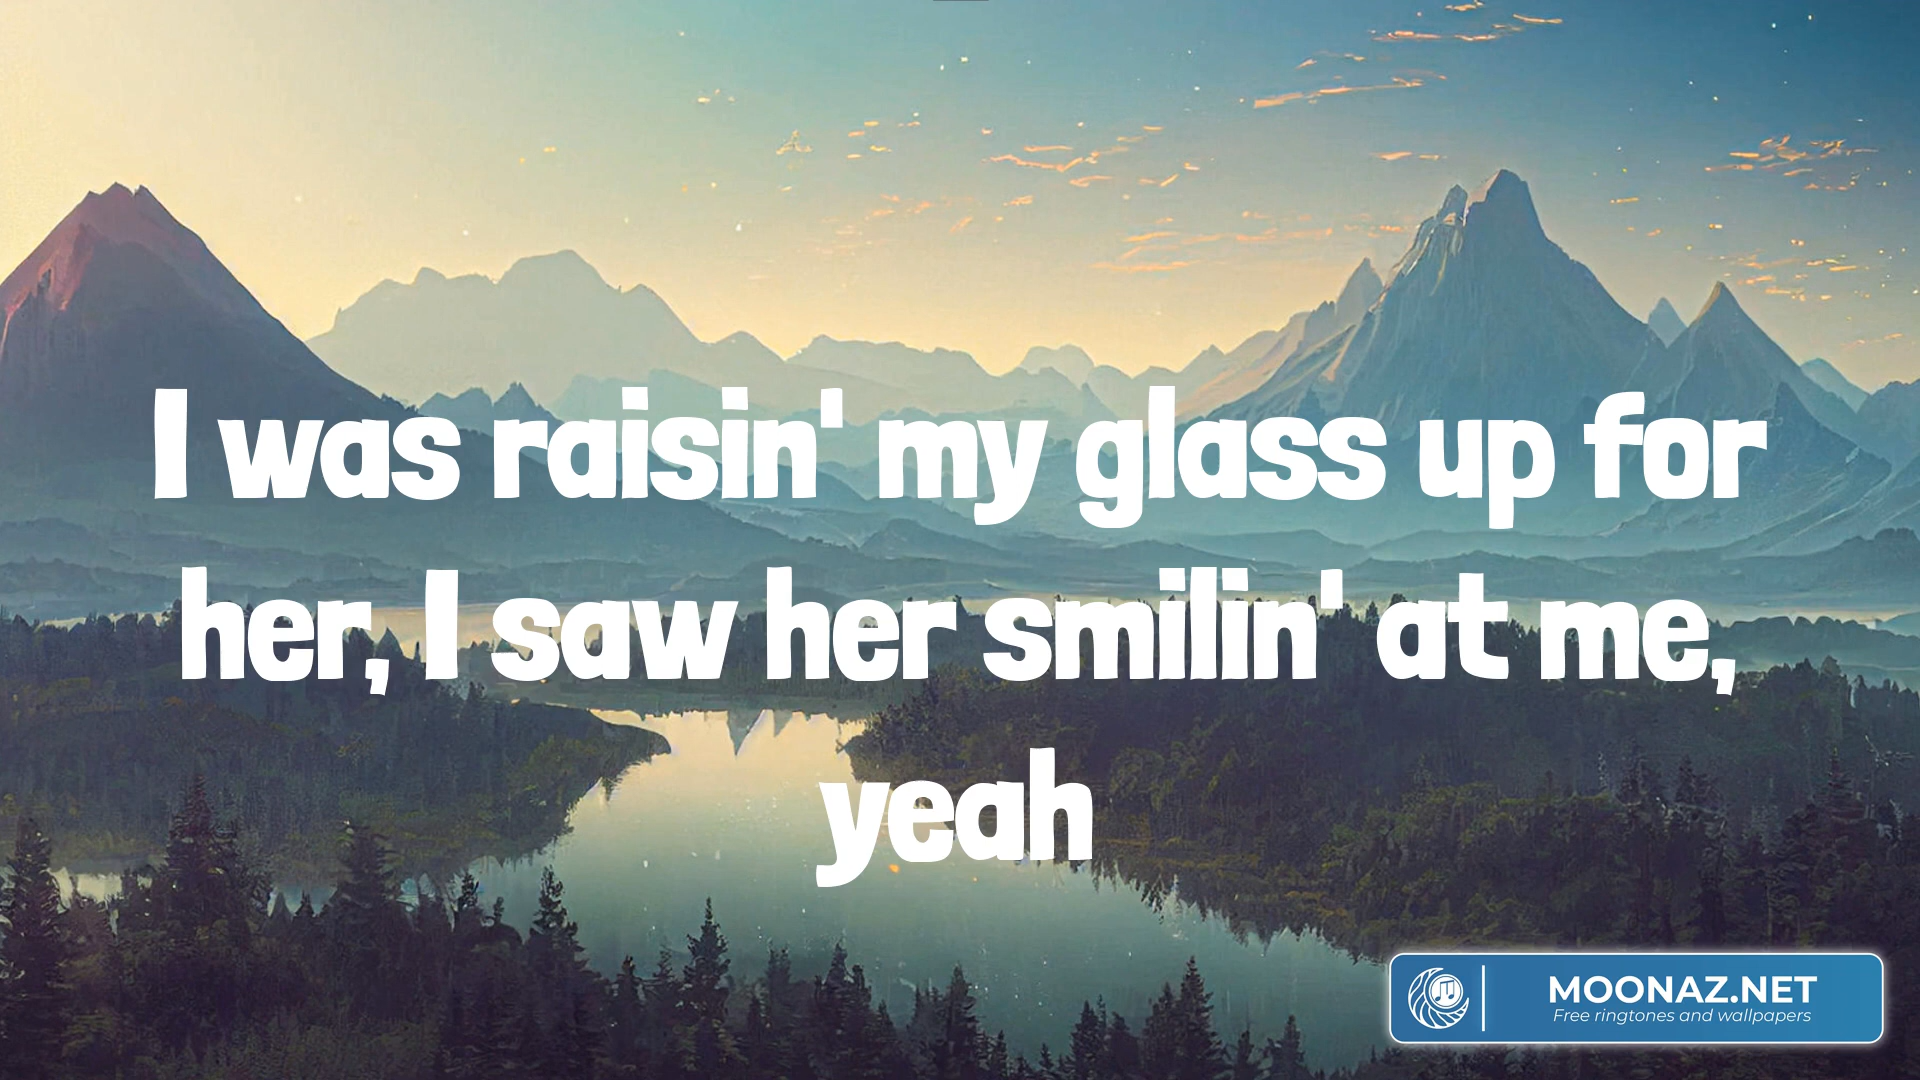 I was raisin' my glass up for
her, I saw her smilin' at me,
yeah
MOONAZ.NET
Free ringtones and wallpapers